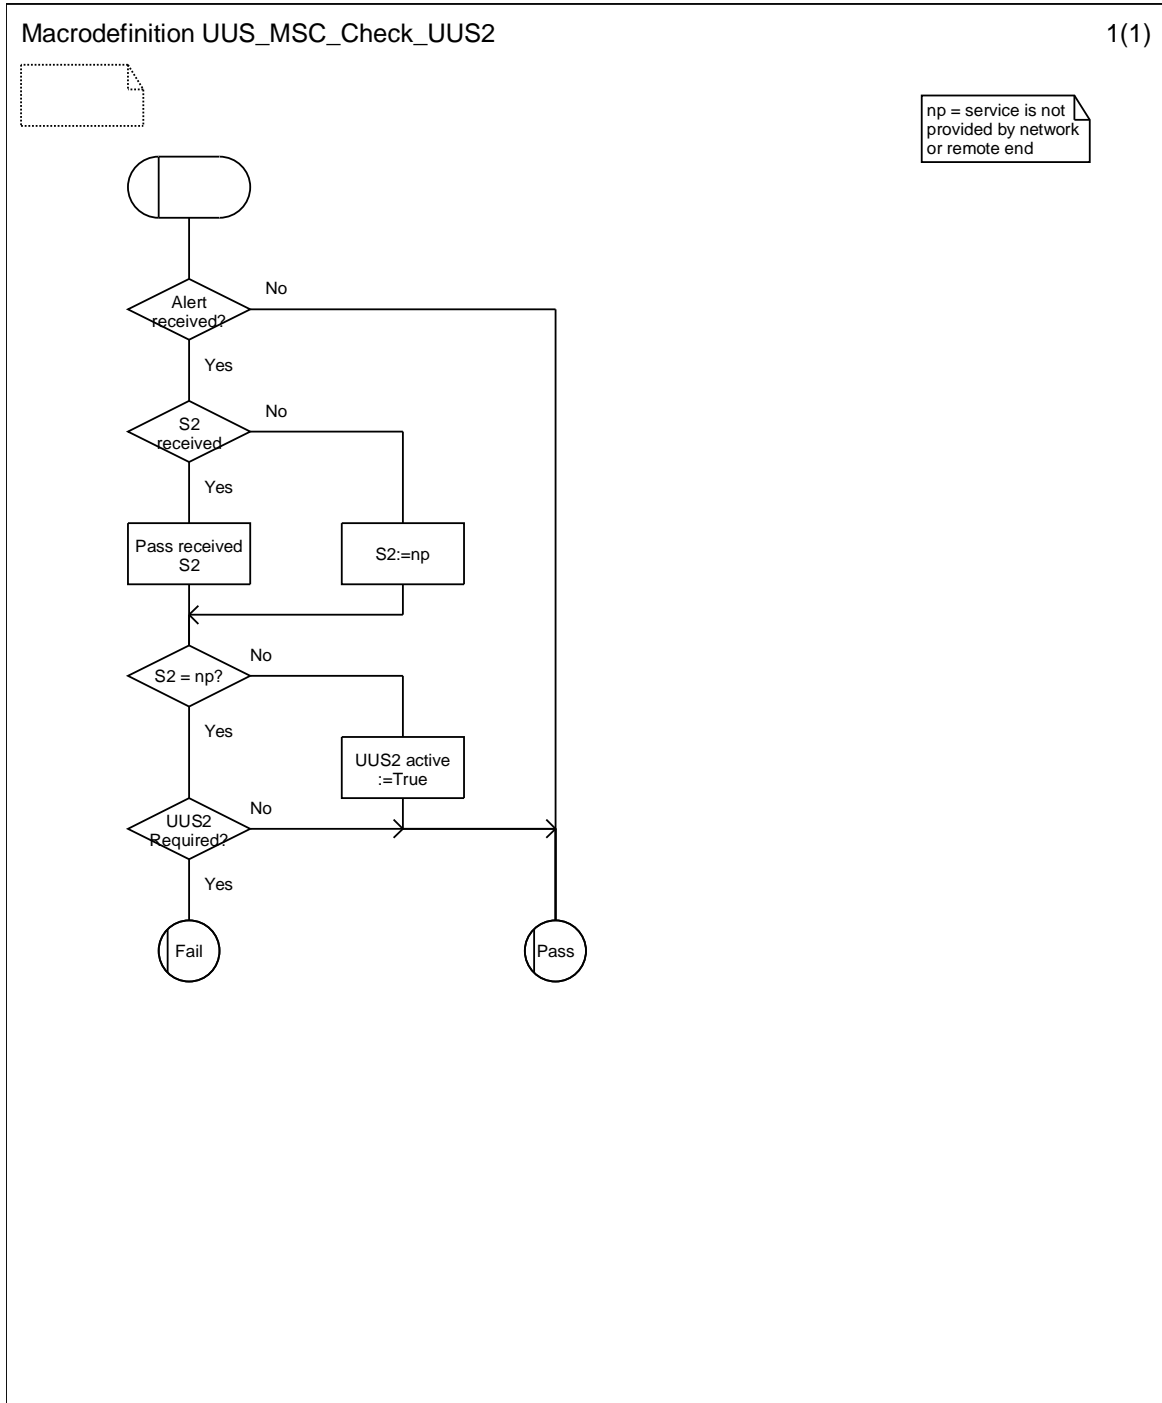 Macrodefinition UUS_MSC_Check_UUS2
1(1)
np = service is not
provided by network
or remote end
Alert
received?
No
Yes
S2
received
No
Yes
Pass received
S2
S2:=np
S2 = np?
No
Yes
UUS2 active
:=True
UUS2
Required?
No
Yes
Fail
Pass